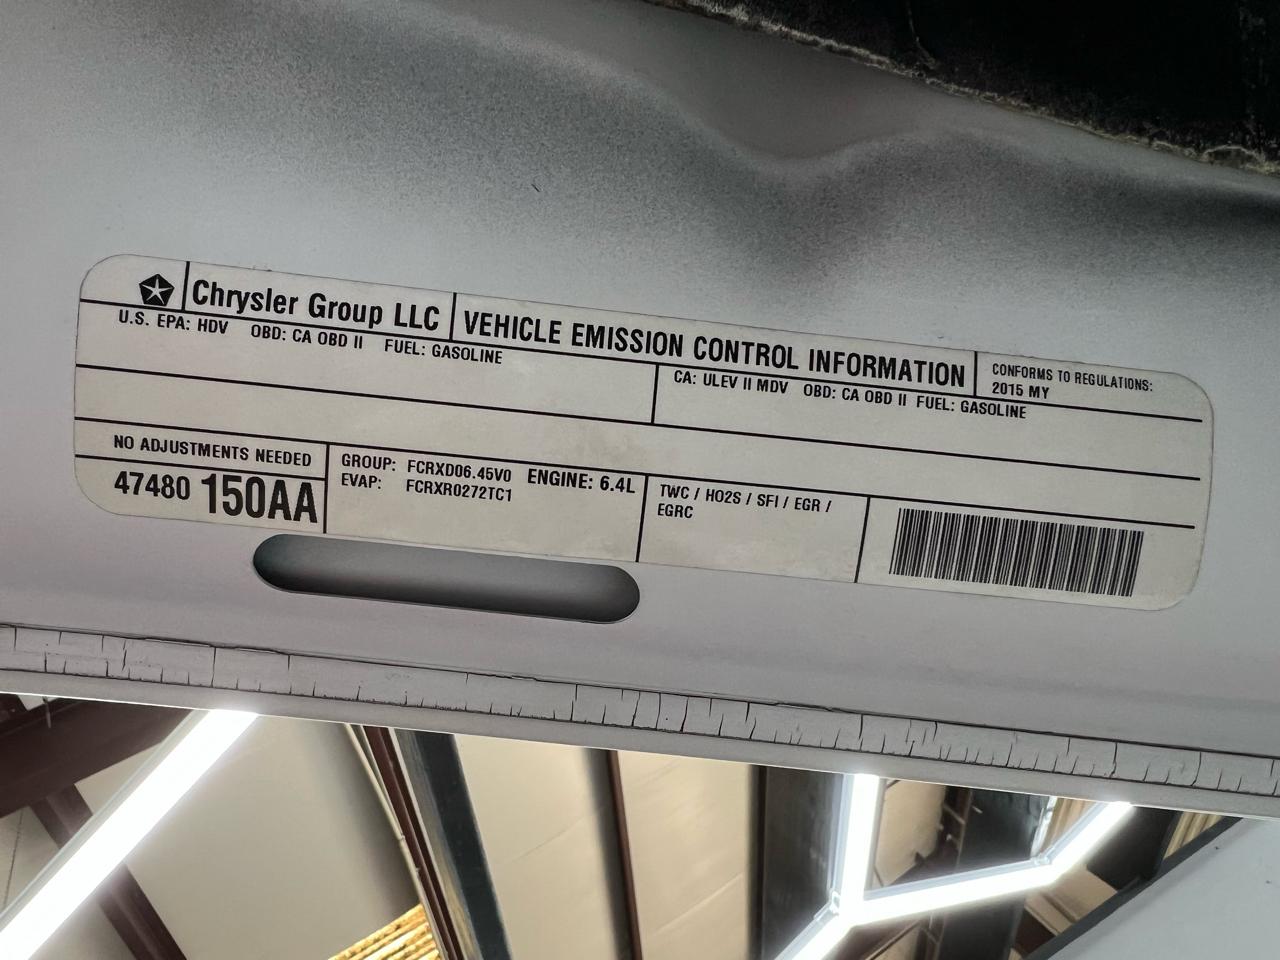 Chrysler Group LLC
VEHICLE EMISSION CONTROL INFORMATION
CONFORMS TO REGULATIONS:
2015 MY
U.S. EPA: HDV OBD: CA OBD II FUEL: GASOLINE
CA: ULEV II MDV OBD: CA OBD II FUEL: GASOLINE
NO ADJUSTMENTS NEEDED
47480 150AA
GROUP: FCRXD06.45V0 ENGINE: 6.4L
EVAP: FCRXR0272TC1
TWC / HO2S / SFI / EGR /
EGRC